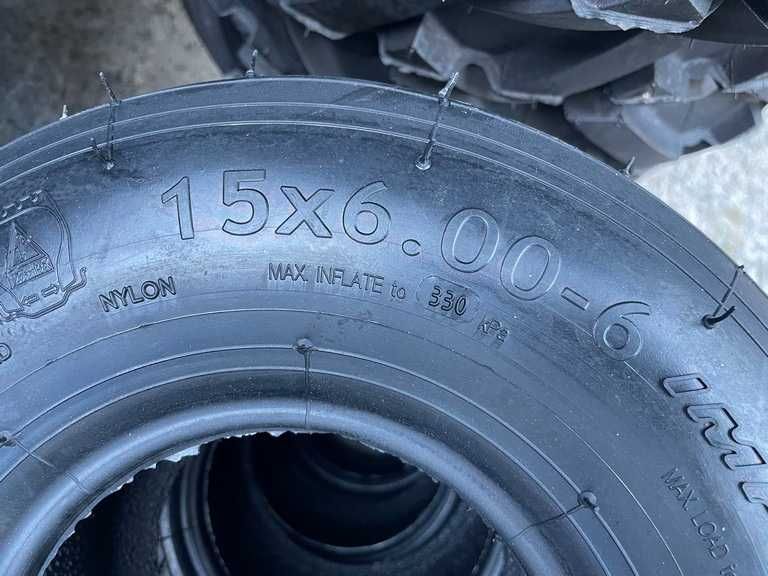 15x6.00-6
NYLON
MAX. INFLATE to 330 kPa
MAX. LOAD